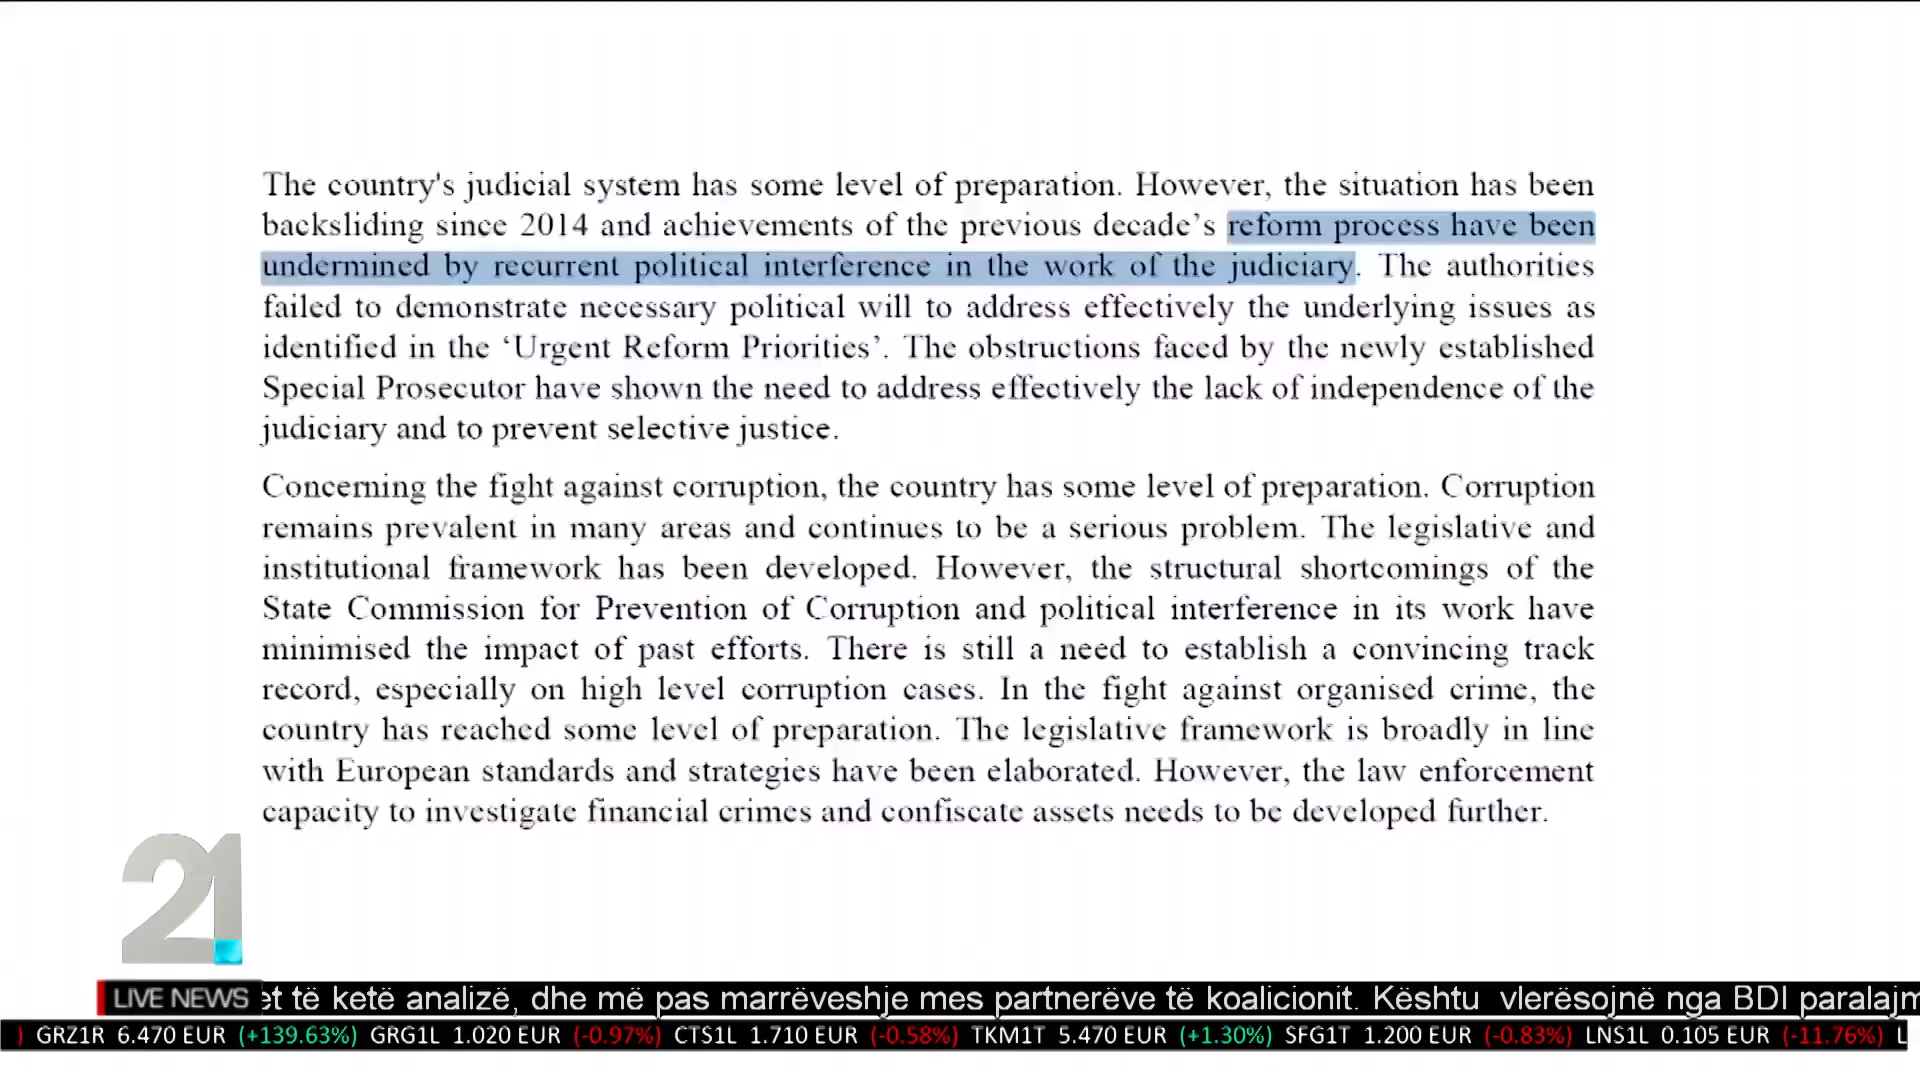 The country's judicial system has some level of preparation. However, the situation has been
backsliding since 2014 and achievements of the previous decade’s reform process have been
undermined by recurrent political interference in the work of the judiciary. The authorities
failed to demonstrate necessary political will to address effectively the underlying issues as
identified in the ‘Urgent Reform Priorities’. The obstructions faced by the newly established
Special Prosecutor have shown the need to address effectively the lack of independence of the
judiciary and to prevent selective justice.
Concerning the fight against corruption, the country has some level of preparation. Corruption
remains prevalent in many areas and continues to be a serious problem. The legislative and
institutional framework has been developed. However, the structural shortcomings of the
State Commission for Prevention of Corruption and political interference in its work have
minimised the impact of past efforts. There is still a need to establish a convincing track
record, especially on high level corruption cases. In the fight against organised crime, the
country has reached some level of preparation. The legislative framework is broadly in line
with European standards and strategies have been elaborated. However, the law enforcement
capacity to investigate financial crimes and confiscate assets needs to be developed further.
21
LIVE NEWS et të ketë analizë, dhe më pas marrëveshje mes partnerëve të koalicionit. Kështu vlerësojnë nga BDI paralajm
) GRZ1R 6.470 EUR (+139.63%) GRG1L 1.020 EUR (-0.97%) CTS1L 1.710 EUR (-0.58%) TKM1T 5.470 EUR (+1.30%) SFG1T 1.200 EUR (-0.83%) LNS1L 0.105 EUR (-11.76%) L